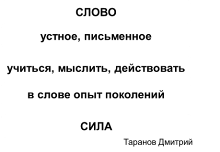 СЛОВО
устное, письменное
учиться, мыслить, действовать
в слове опыт поколений
СИЛА
Таранов Дмитрий